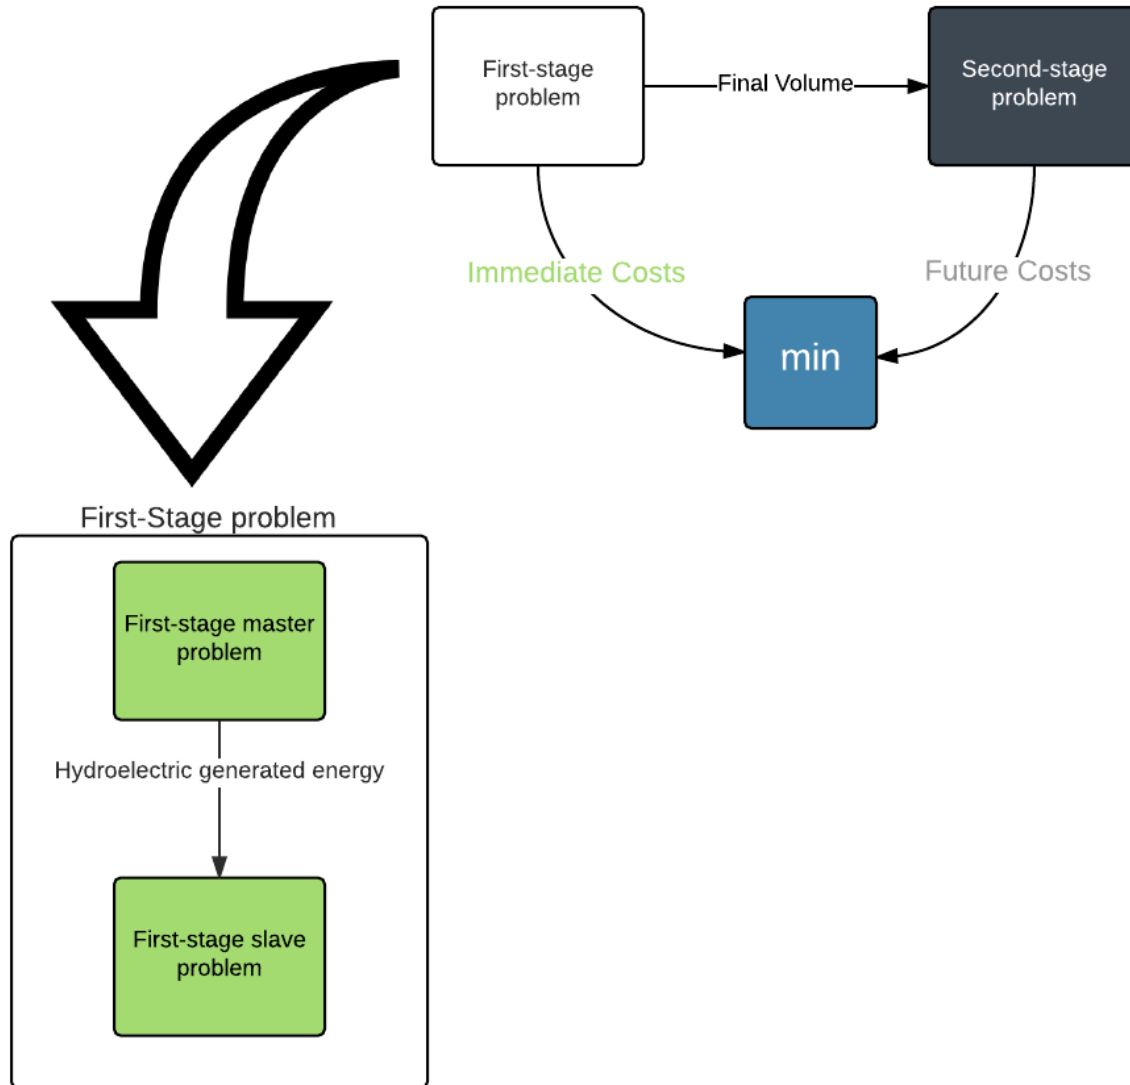 First-stage
problem
Final Volume
Second-stage
problem
Immediate Costs
Future Costs
min
First-Stage problem
First-stage master
problem
Hydroelectric generated energy
First-stage slave
problem